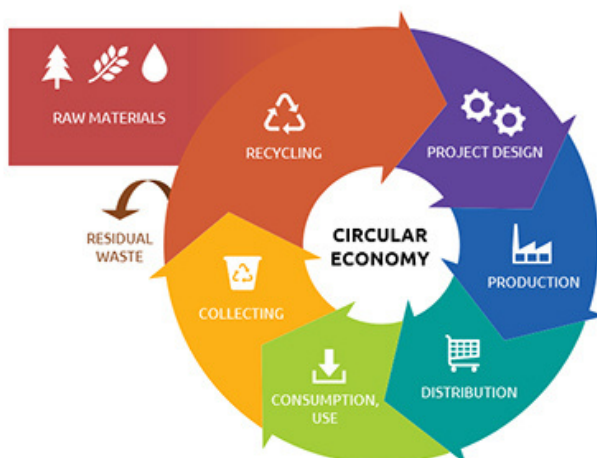 RAW MATERIALS
RECYCLING
PROJECT DESIGN
RESIDUAL
WASTE
CIRCULAR
ECONOMY
PRODUCTION
COLLECTING
DISTRIBUTION
CONSUMPTION,
USE